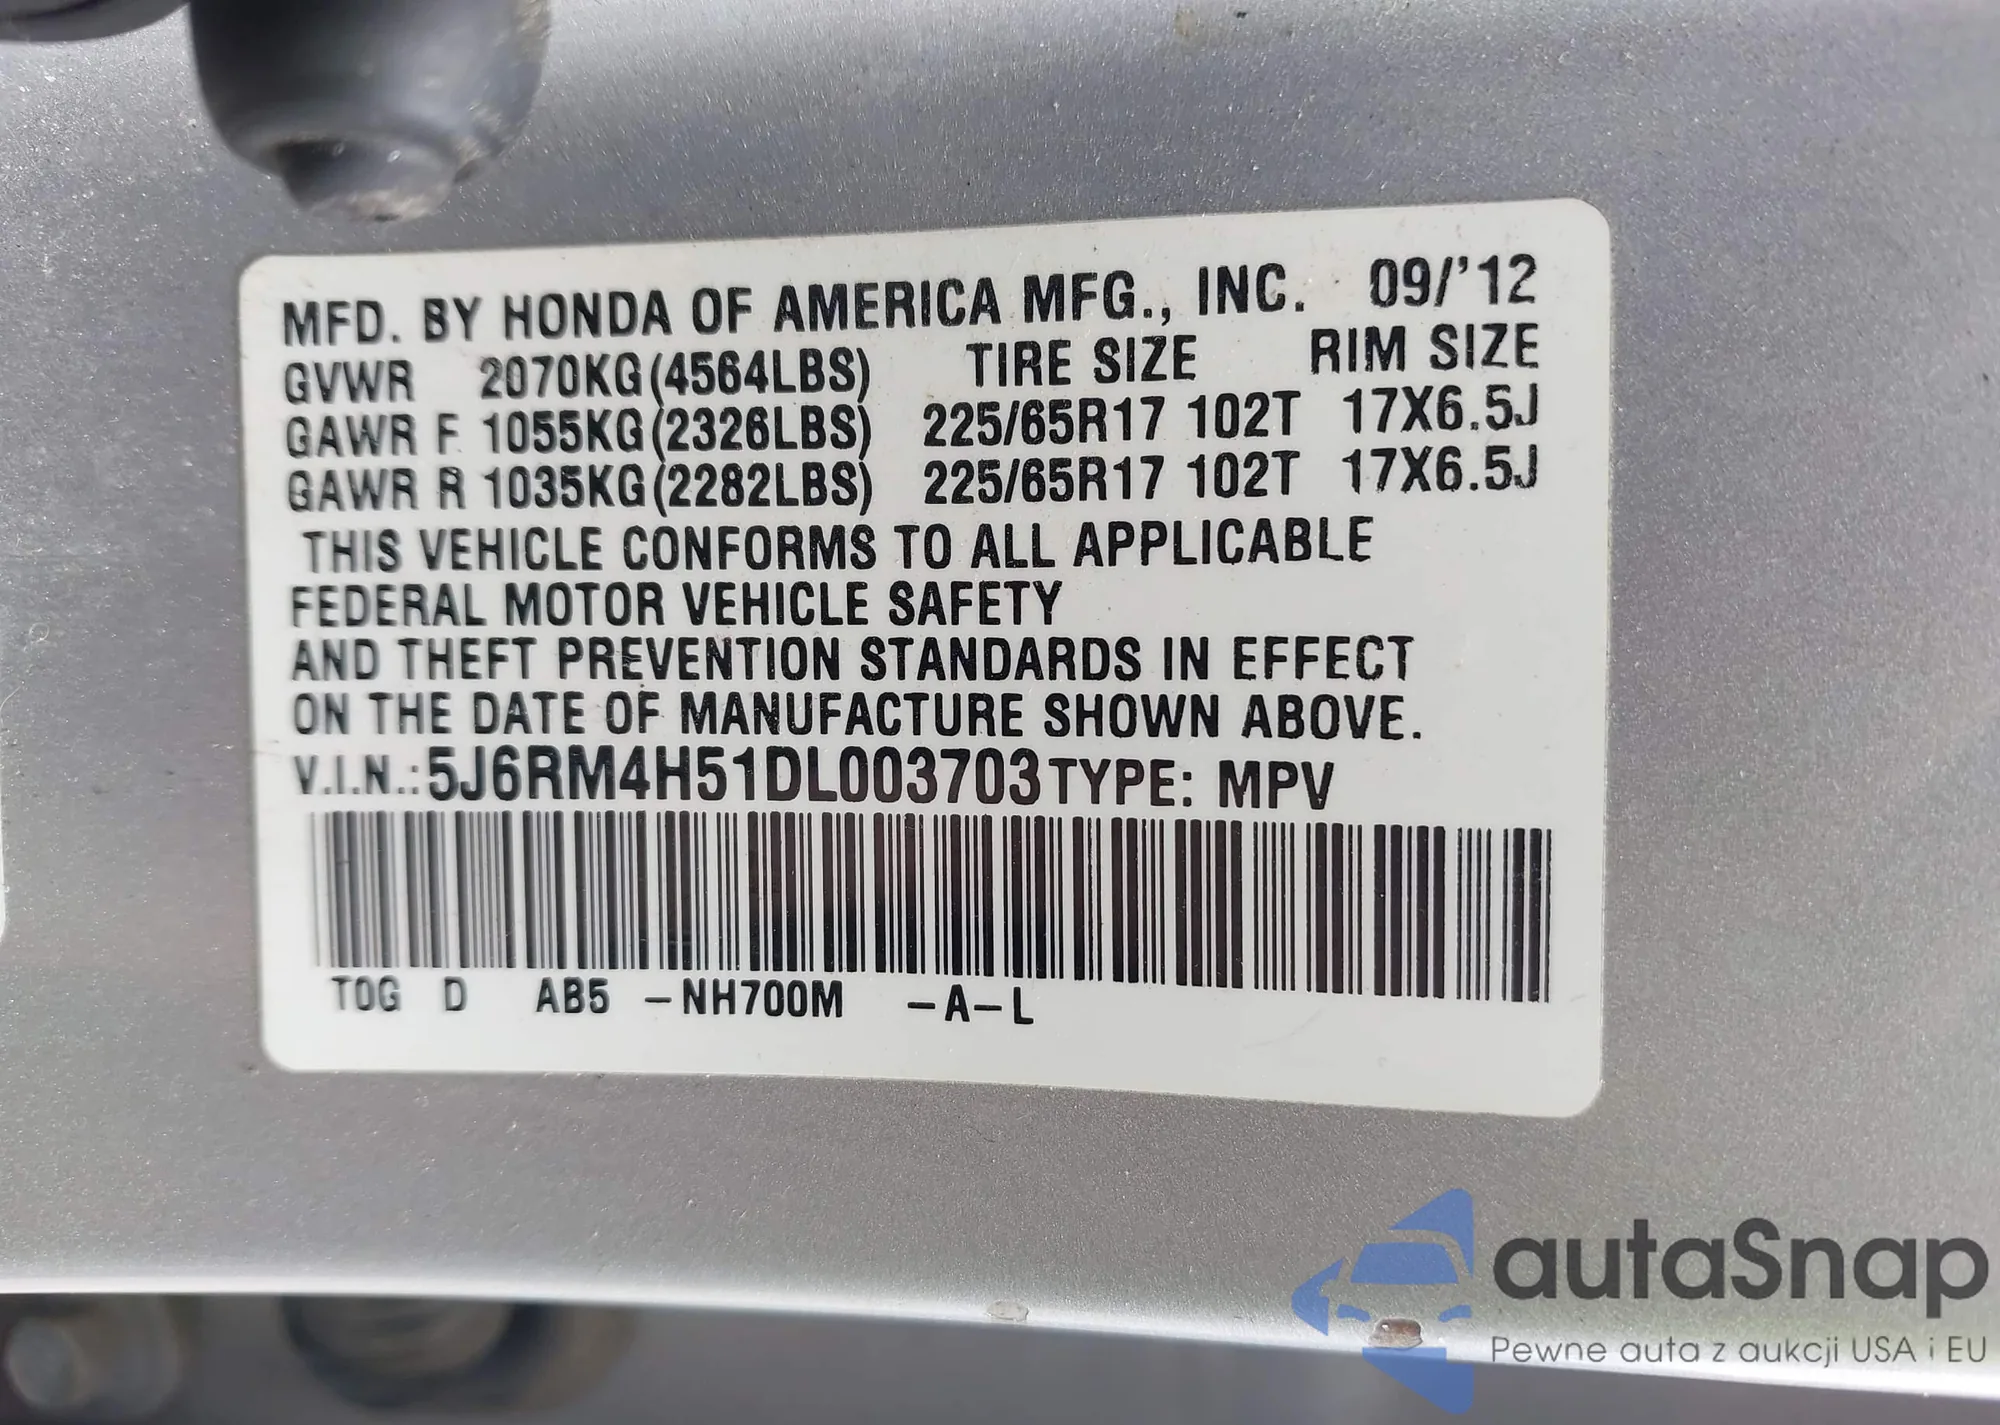 MFD. BY HONDA OF AMERICA MFG., INC. 09/'12
GVWR 2070KG(4564LBS) TIRE SIZE RIM SIZE
GAWR F 1055KG(2326LBS) 225/65R17 102T 17X6.5J
GAWR R 1035KG(2282LBS) 225/65R17 102T 17X6.5J
THIS VEHICLE CONFORMS TO ALL APPLICABLE
FEDERAL MOTOR VEHICLE SAFETY
AND THEFT PREVENTION STANDARDS IN EFFECT
ON THE DATE OF MANUFACTURE SHOWN ABOVE.
V.I.N.:5J6RM4H51DL003703 TYPE: MPV
T0G D AB5 -NH700M -A-L
autaSnap
Pewne auta z aukcji USA i EU